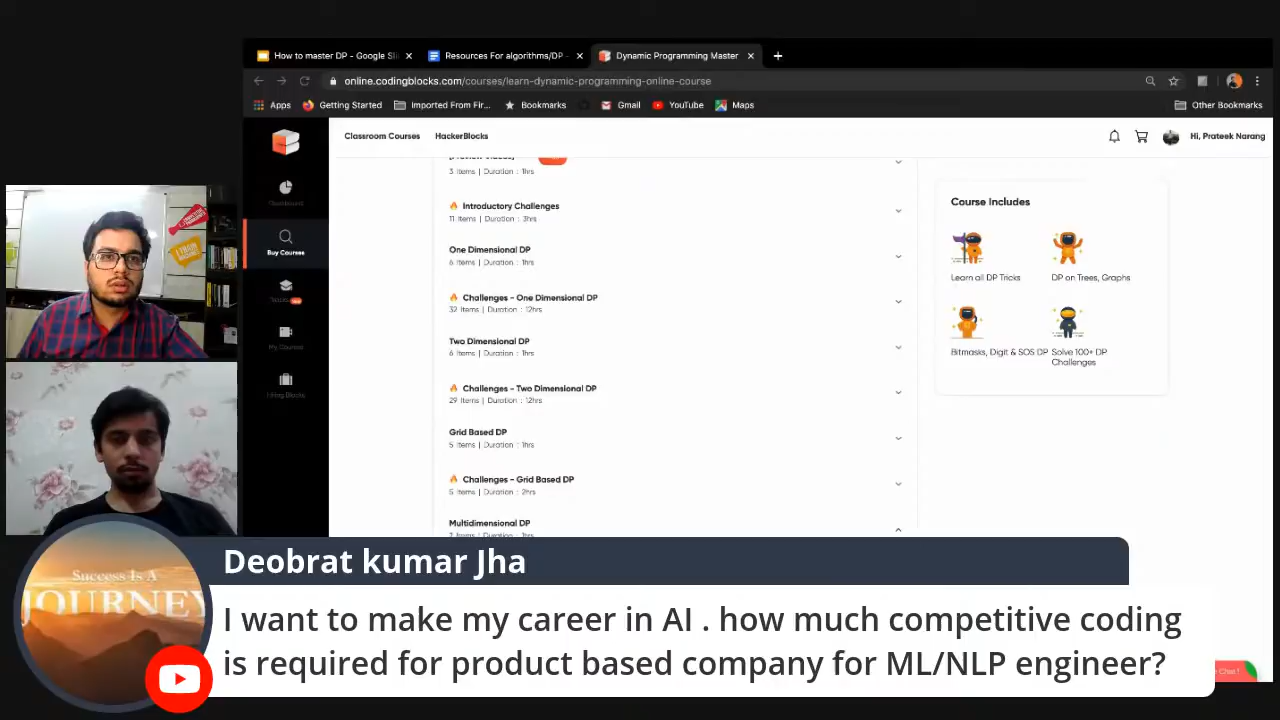 How to master DP - Google Sli
Resources For algorithms/DP -
Dynamic Programming Master
online.codingblocks.com/courses/learn-dynamic-programming-online-course
Apps
Getting Started
Imported From Fir...
Bookmarks
Gmail
YouTube
Maps
Other Bookmarks
Classroom Courses
HackerBlocks
Hi, Prateek Narang
Dashboard
Buy Courses
My Courses
Hiring Blocks
3 Items | Duration : 1hrs
Introductory Challenges
11 Items | Duration : 3hrs
One Dimensional DP
6 Items | Duration : 1hrs
Challenges - One Dimensional DP
32 Items | Duration : 12hrs
Two Dimensional DP
6 Items | Duration : 1hrs
Challenges - Two Dimensional DP
29 Items | Duration : 12hrs
Grid Based DP
5 Items | Duration : 1hrs
Challenges - Grid Based DP
5 Items | Duration : 2hrs
Multidimensional DP
Course Includes
Learn all DP Tricks
DP on Trees, Graphs
Bitmasks, Digit & SOS DP
Solve 100+ DP
Challenges
Success Is A
JOURNEY
Deobrat kumar Jha
I want to make my career in AI . how much competitive coding
is required for product based company for ML/NLP engineer?